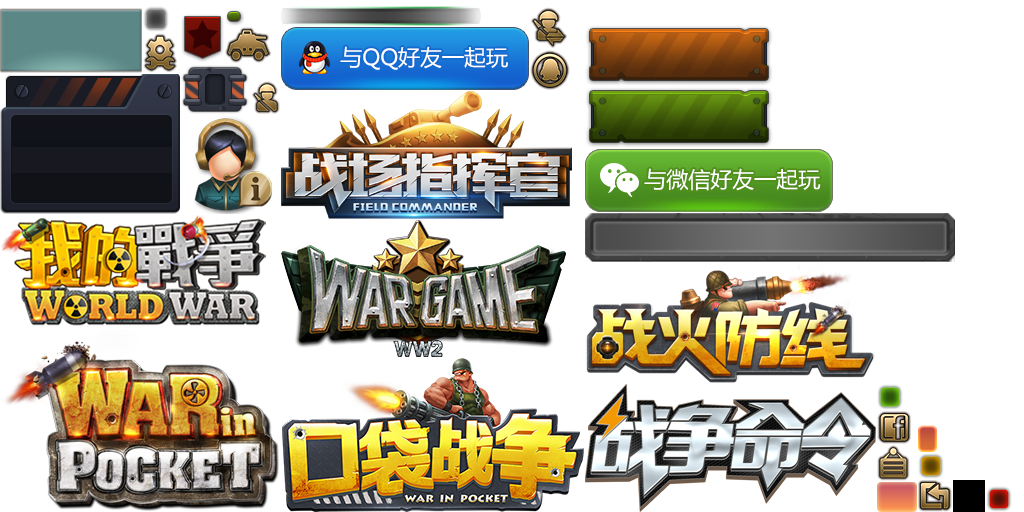 与QQ好友一起玩
战场指挥官
FIELD COMMANDER
与微信好友一起玩
我的戰爭
WORLD WAR
WAR GAME
WW2
战火防线
WAR in
POCKET
口袋战争
WAR IN POCKET
战争命令